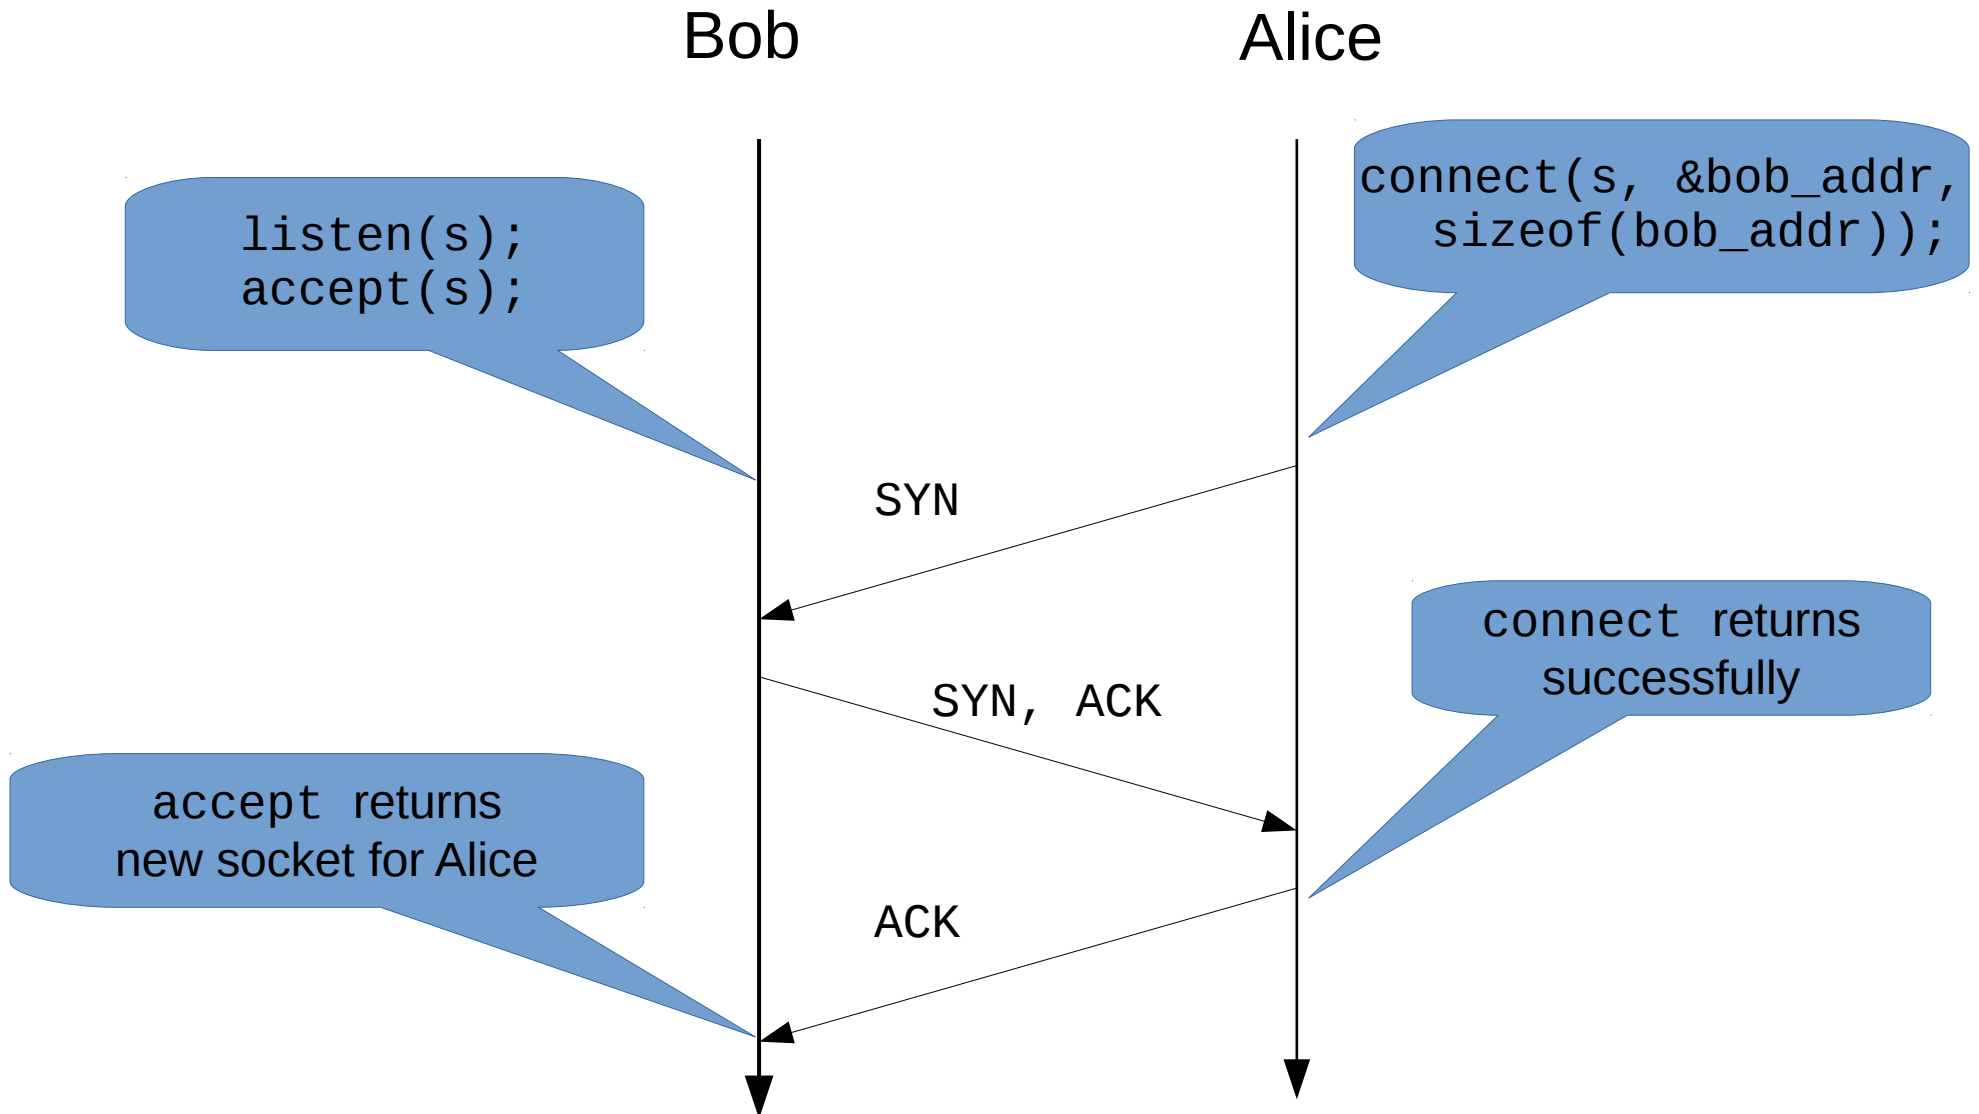 Bob
Alice
connect(s, &bob_addr,
sizeof(bob_addr));
listen(s);
accept(s);
SYN
connect returns
successfully
SYN, ACK
accept returns
new socket for Alice
ACK